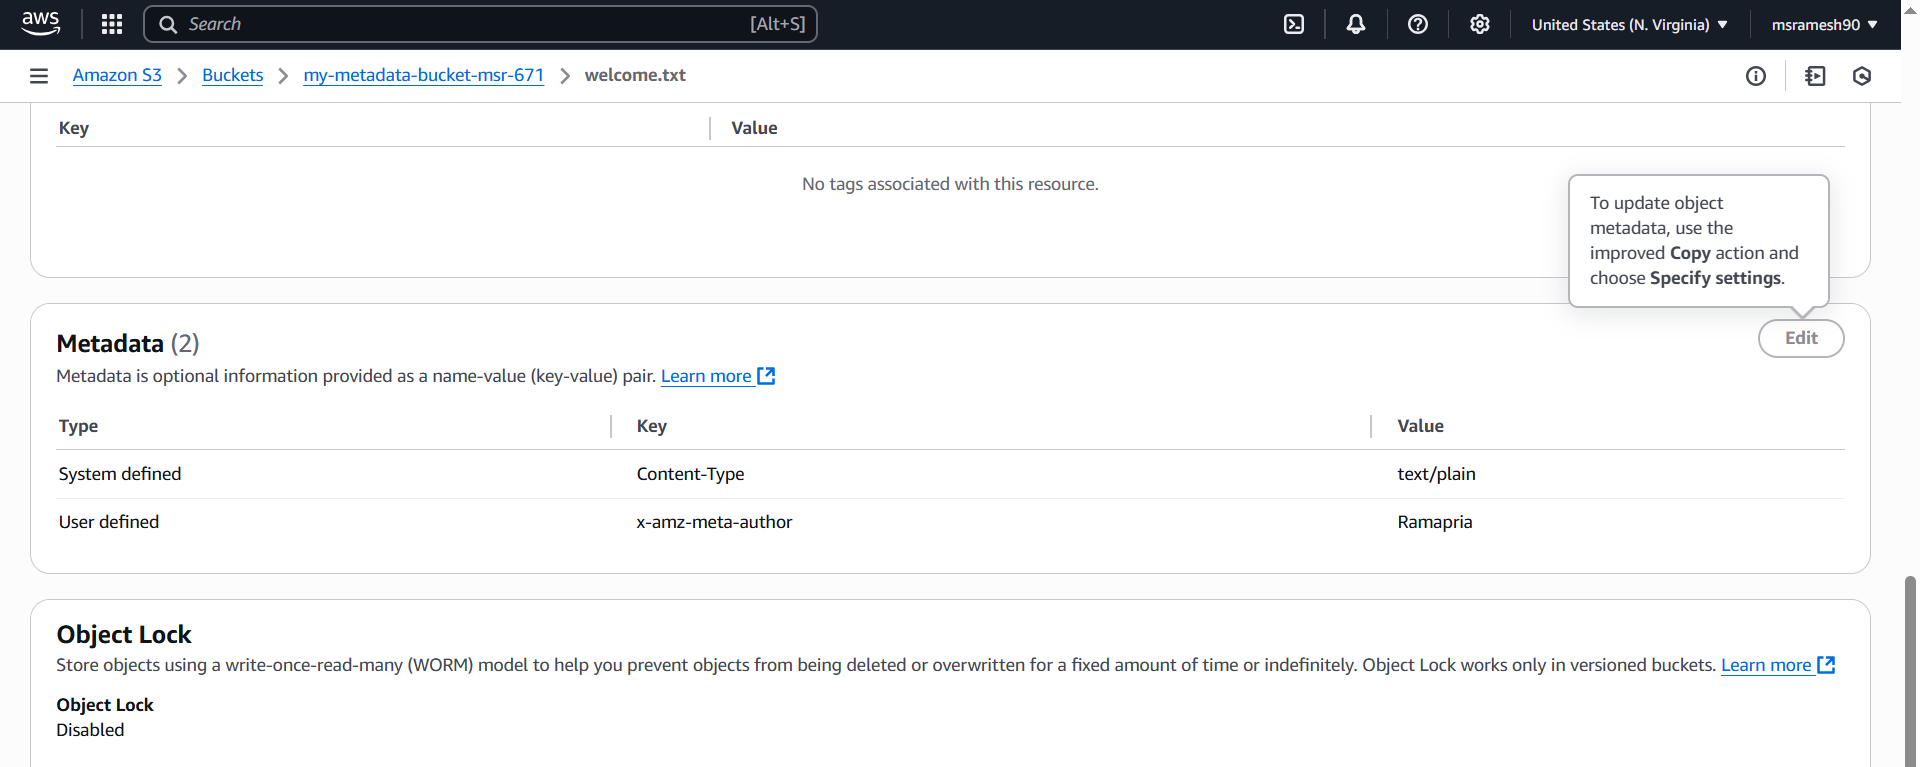 aws
Search [Alt+S]
United States (N. Virginia)
msramesh90
Amazon S3 > Buckets > my-metadata-bucket-msr-671 > welcome.txt
Key Value
No tags associated with this resource.
To update object
metadata, use the
improved Copy action and
choose Specify settings.
Metadata (2)
Edit
Metadata is optional information provided as a name-value (key-value) pair. Learn more
Type Key Value
System defined Content-Type text/plain
User defined x-amz-meta-author Ramapria
Object Lock
Store objects using a write-once-read-many (WORM) model to help you prevent objects from being deleted or overwritten for a fixed amount of time or indefinitely. Object Lock works only in versioned buckets. Learn more
Object Lock
Disabled